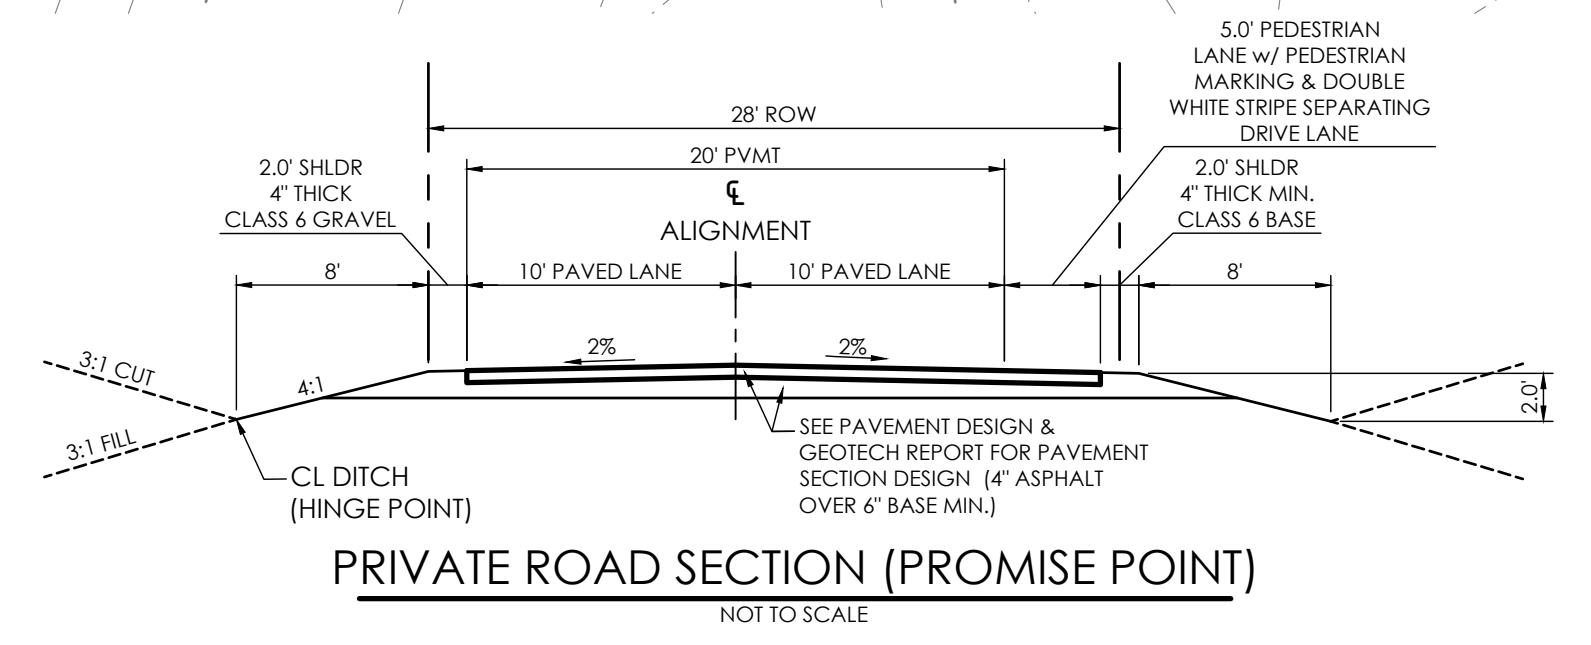 5.0' PEDESTRIAN
LANE w/ PEDESTRIAN
MARKING & DOUBLE
WHITE STRIPE SEPARATING
DRIVE LANE
28' ROW
20' PVMT
2.0' SHLDR
4" THICK
CLASS 6 GRAVEL
℄
ALIGNMENT
2.0' SHLDR
4" THICK MIN.
CLASS 6 BASE
8'
10' PAVED LANE
10' PAVED LANE
8'
2%
2%
3:1 CUT
4:1
3:1 FILL
2.0'
CL DITCH
(HINGE POINT)
SEE PAVEMENT DESIGN &
GEOTECH REPORT FOR PAVEMENT
SECTION DESIGN (4" ASPHALT
OVER 6" BASE MIN.)
PRIVATE ROAD SECTION (PROMISE POINT)
NOT TO SCALE